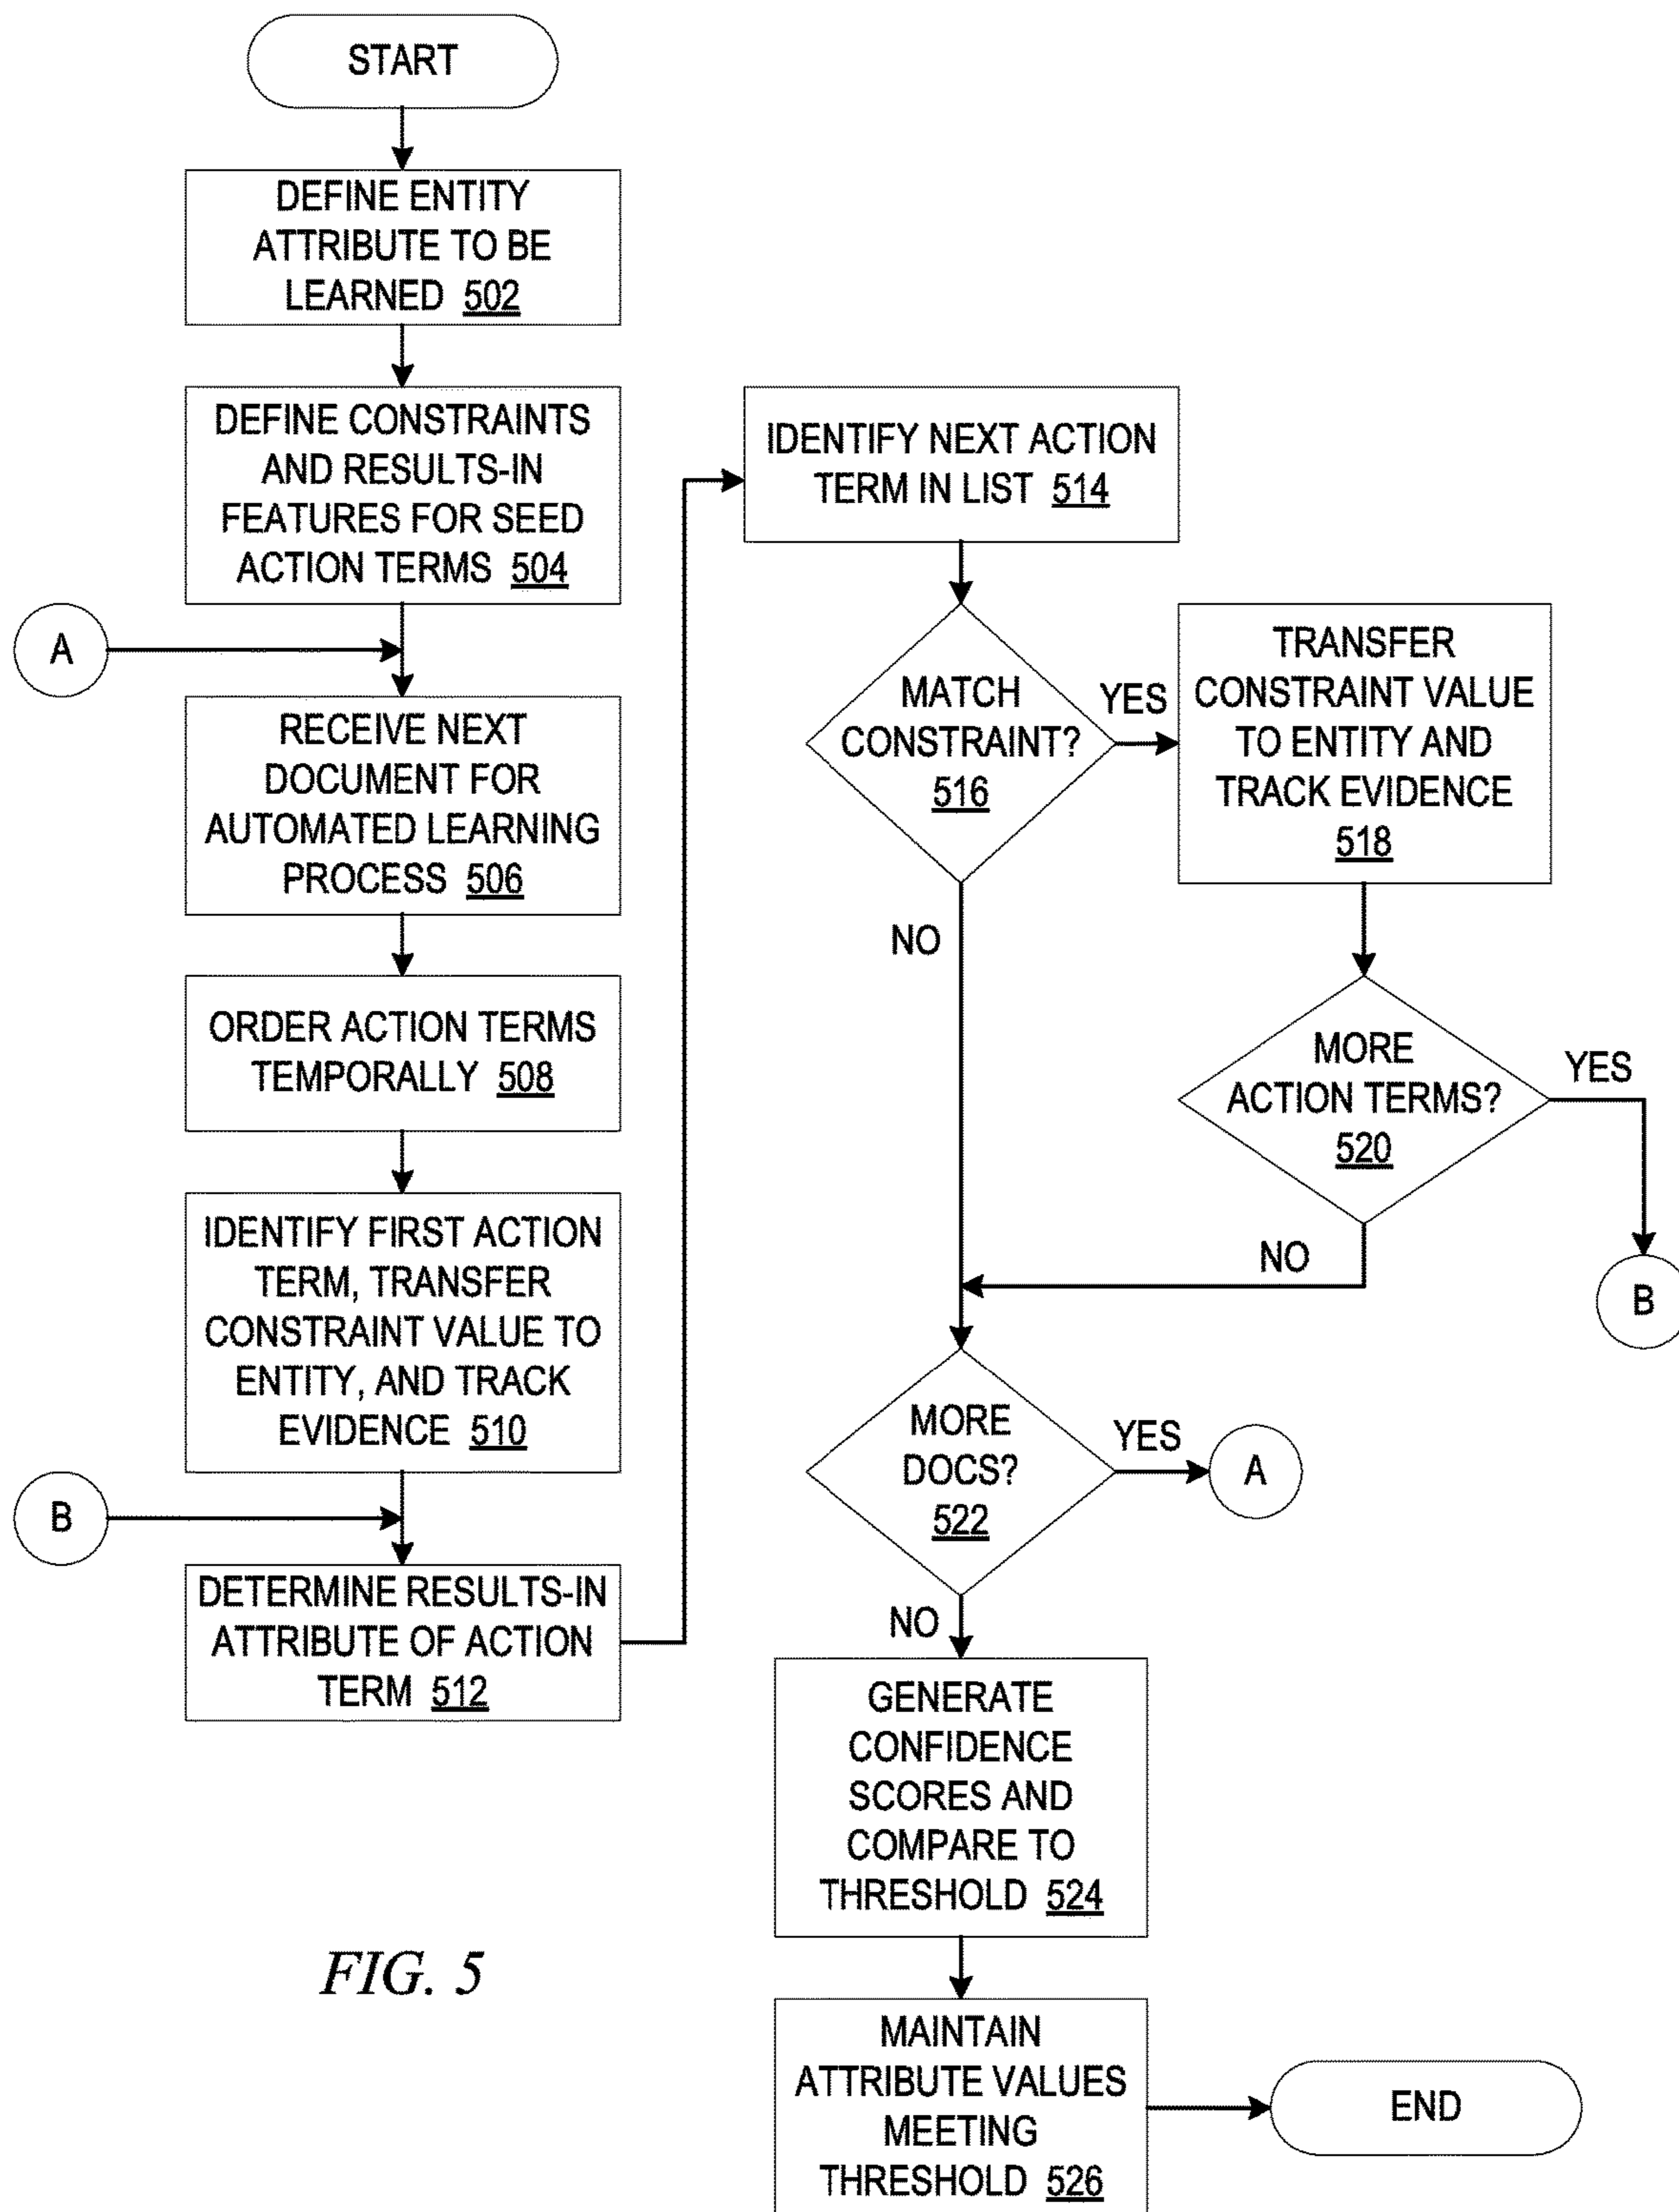 START
DEFINE ENTITY
ATTRIBUTE TO BE
LEARNED 502
DEFINE CONSTRAINTS
AND RESULTS-IN
FEATURES FOR SEED
ACTION TERMS 504
A
RECEIVE NEXT
DOCUMENT FOR
AUTOMATED LEARNING
PROCESS 506
ORDER ACTION TERMS
TEMPORALLY 508
IDENTIFY FIRST ACTION
TERM, TRANSFER
CONSTRAINT VALUE TO
ENTITY, AND TRACK
EVIDENCE 510
B
DETERMINE RESULTS-IN
ATTRIBUTE OF ACTION
TERM 512
IDENTIFY NEXT ACTION
TERM IN LIST 514
MATCH
CONSTRAINT?
516
YES
NO
TRANSFER
CONSTRAINT VALUE
TO ENTITY AND
TRACK EVIDENCE
518
MORE
ACTION TERMS?
520
YES
B
NO
MORE
DOCS?
522
YES
A
NO
GENERATE
CONFIDENCE
SCORES AND
COMPARE TO
THRESHOLD 524
MAINTAIN
ATTRIBUTE VALUES
MEETING
THRESHOLD 526
END
FIG. 5